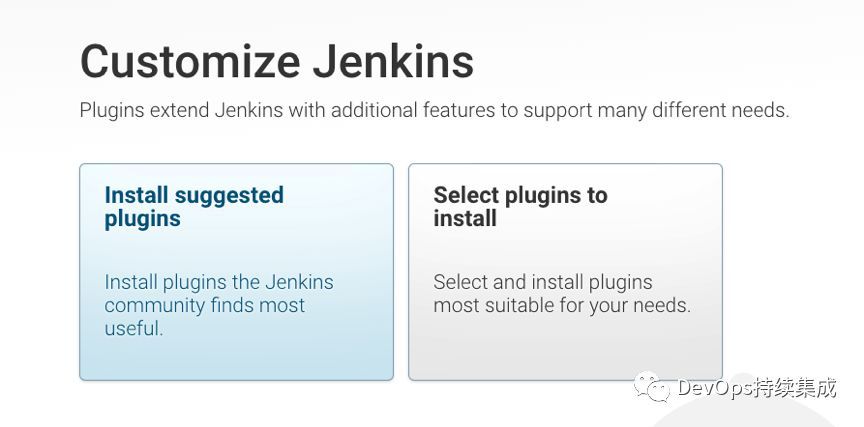 Customize Jenkins
Plugins extend Jenkins with additional features to support many different needs.
Install suggested
plugins
Install plugins the Jenkins
community finds most
useful.
Select plugins to
install
Select and install plugins
most suitable for your needs.
DevOps持续集成